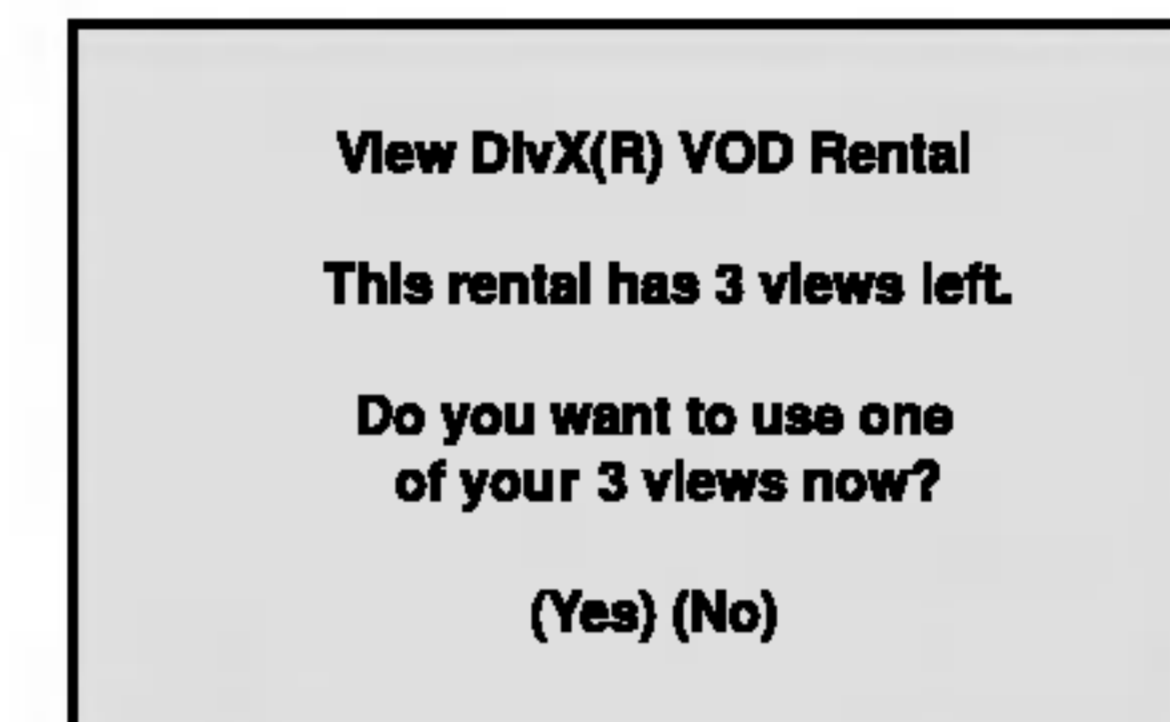 View DivX(R) VOD Rental
This rental has 3 views left.
Do you want to use one
of your 3 views now?
(Yes) (No)